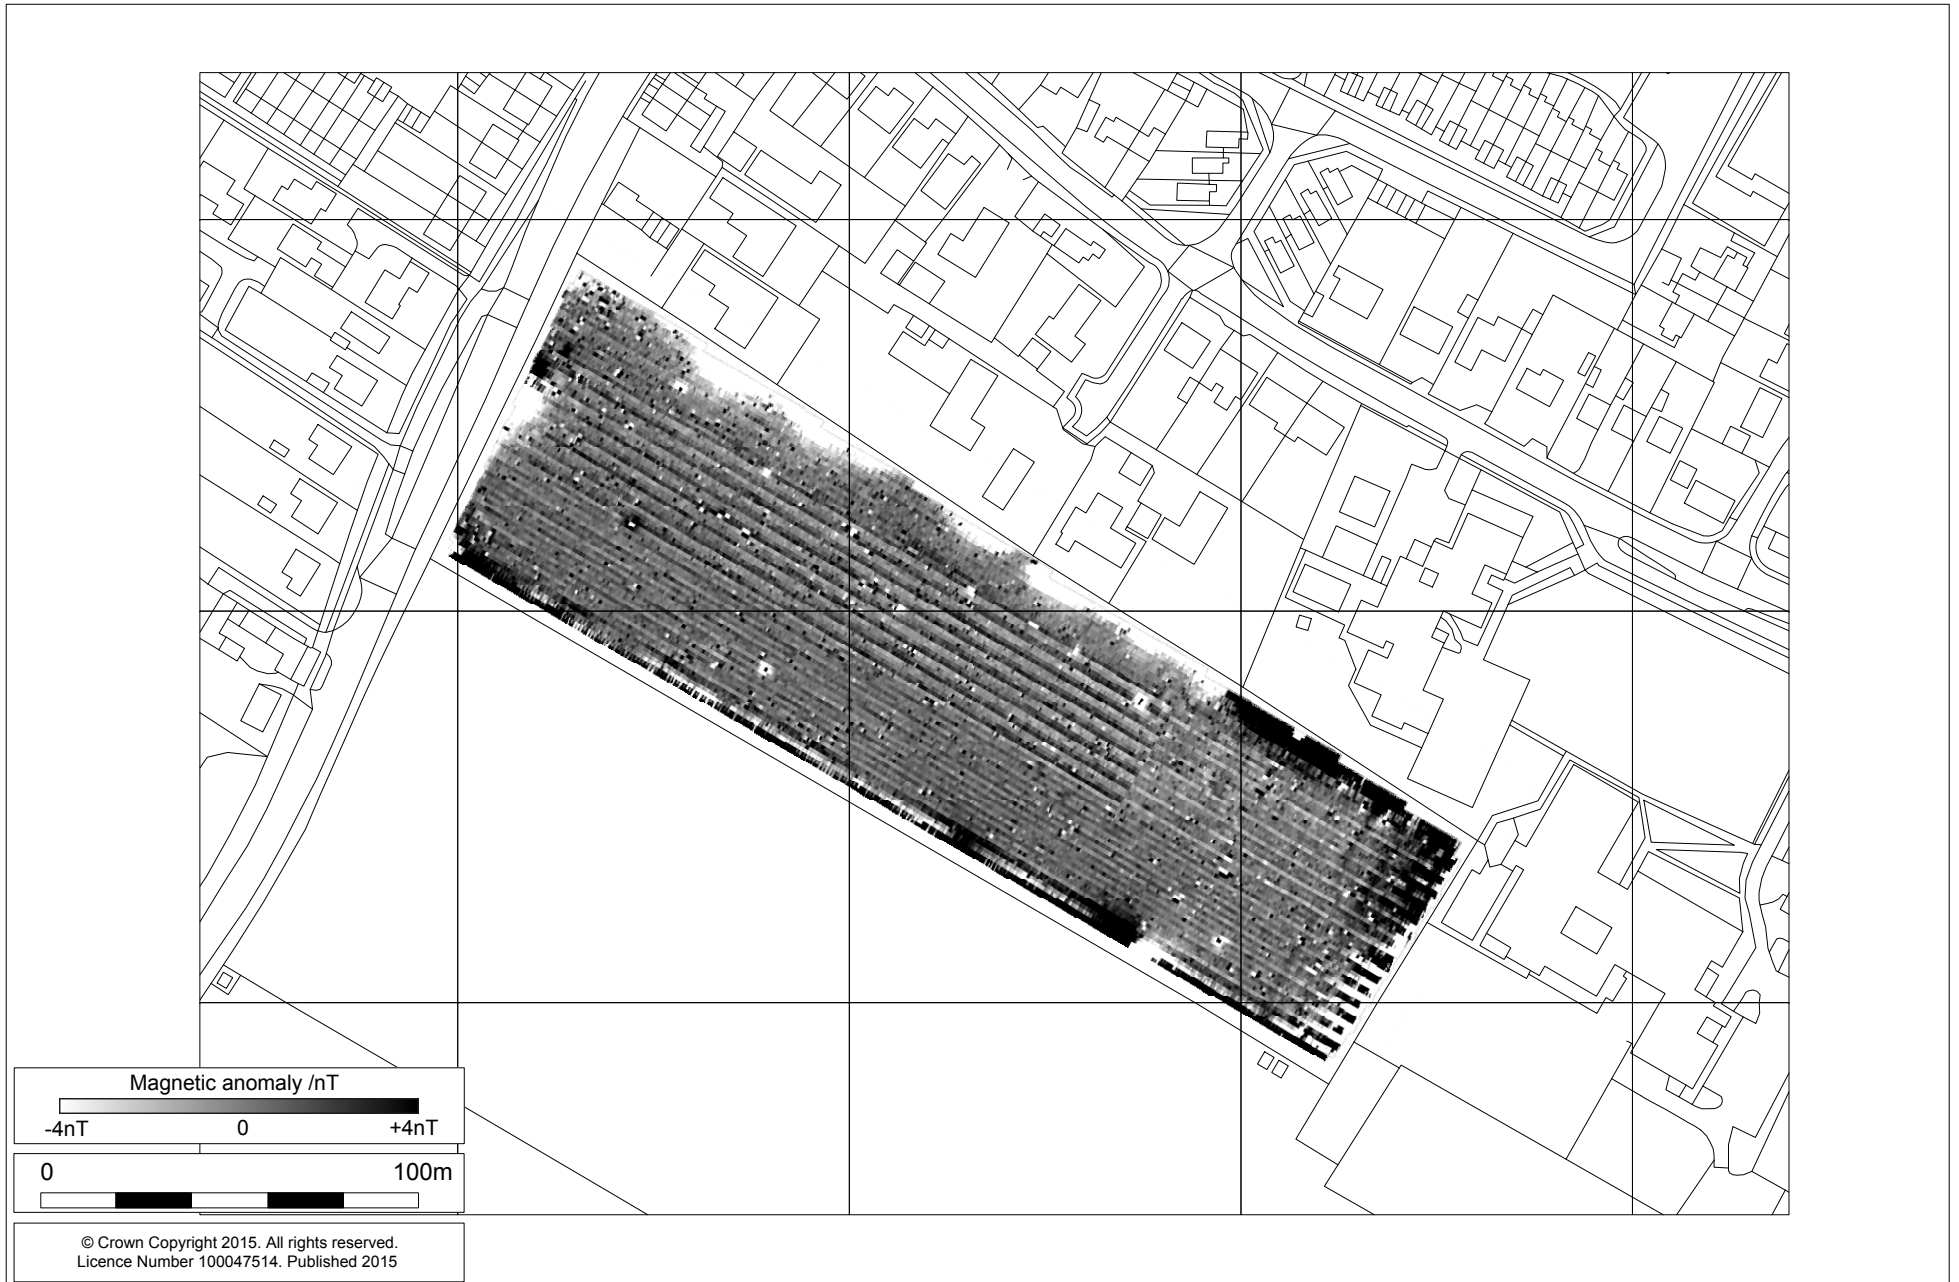 Magnetic anomaly /nT
-4nT 0 +4nT
0 100m
© Crown Copyright 2015. All rights reserved.
Licence Number 100047514. Published 2015